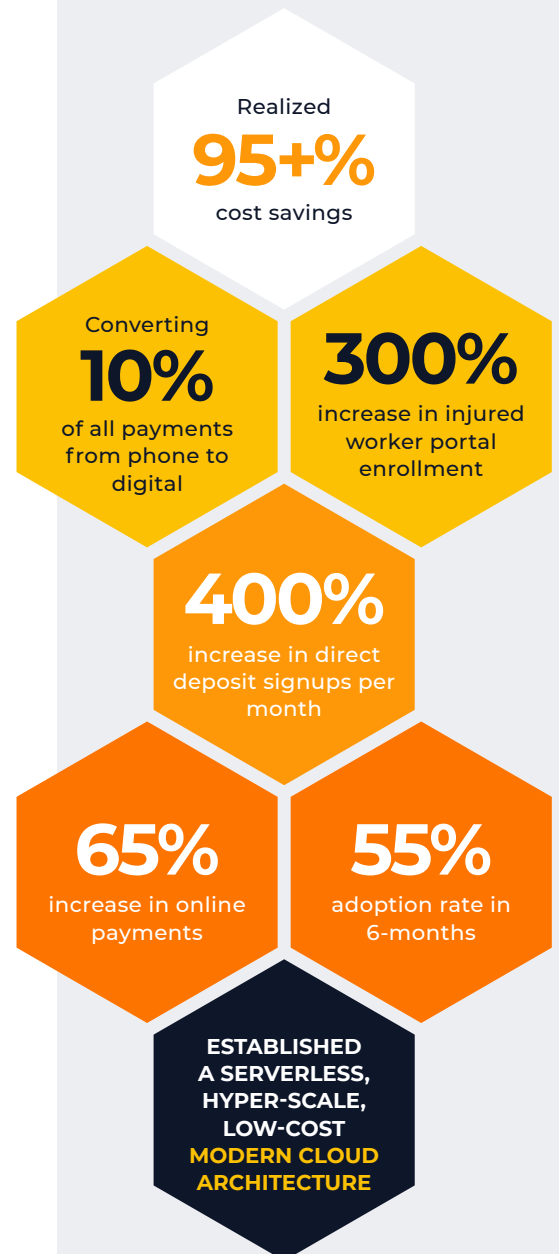 Realized
95+%
cost savings
Converting
10%
of all payments
from phone to
digital
300%
increase in injured
worker portal
enrollment
400%
increase in direct
deposit signups per
month
65%
increase in online
payments
55%
adoption rate in
6-months
ESTABLISHED
A SERVERLESS,
HYPER-SCALE,
LOW-COST
MODERN CLOUD
ARCHITECTURE